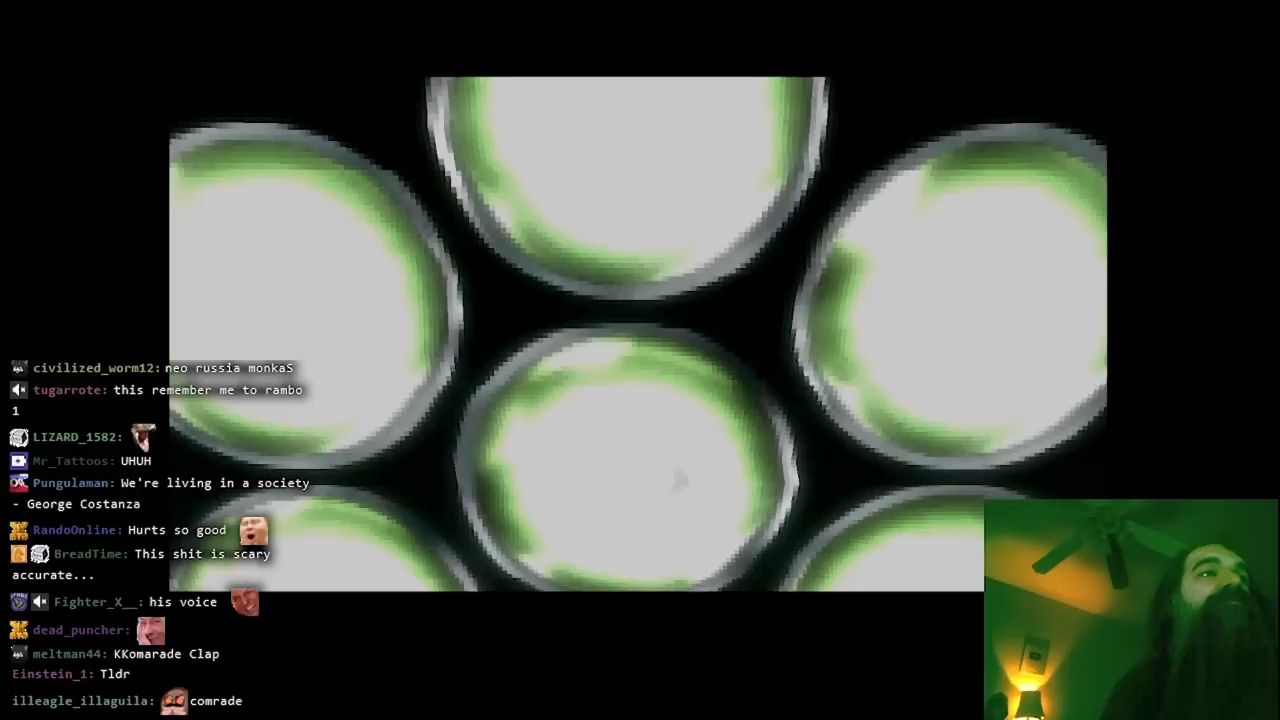 civilized_worm12: neo russia monkaS
tugarrote: this remember me to rambo
1
LIZARD_1582:
Mr_Tattoos: UHUH
Pungulaman: We're living in a society
- George Costanza
RandoOnline: Hurts so good
BreadTime: This shit is scary
accurate...
Fighter_X__: his voice
dead_puncher:
meltman44: KKomarade Clap
Einstein_1: Tldr
illeagle_illaguila: comrade